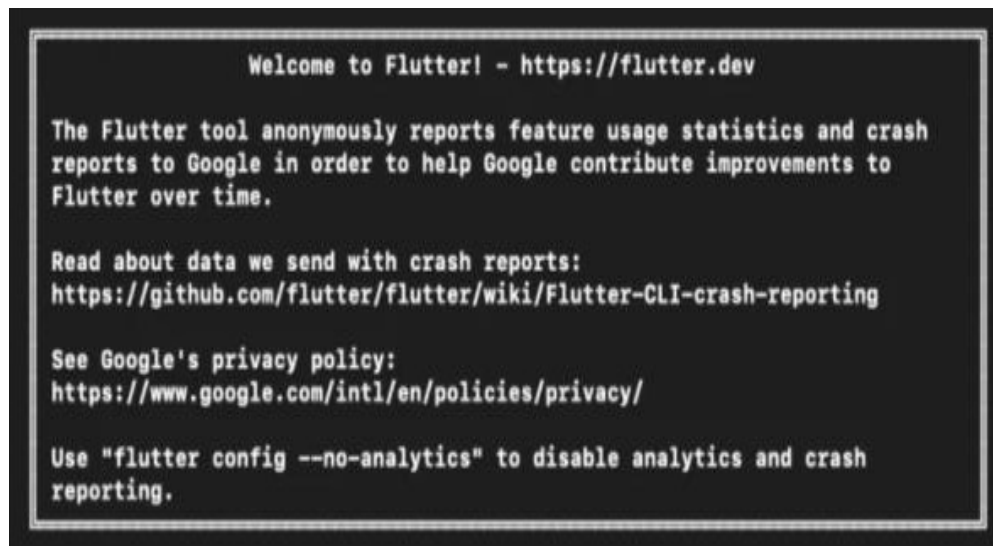 Welcome to Flutter! - https://flutter.dev
The Flutter tool anonymously reports feature usage statistics and crash
reports to Google in order to help Google contribute improvements to
Flutter over time.
Read about data we send with crash reports:
https://github.com/flutter/flutter/wiki/Flutter-CLI-crash-reporting
See Google's privacy policy:
https://www.google.com/intl/en/policies/privacy/
Use "flutter config --no-analytics" to disable analytics and crash
reporting.